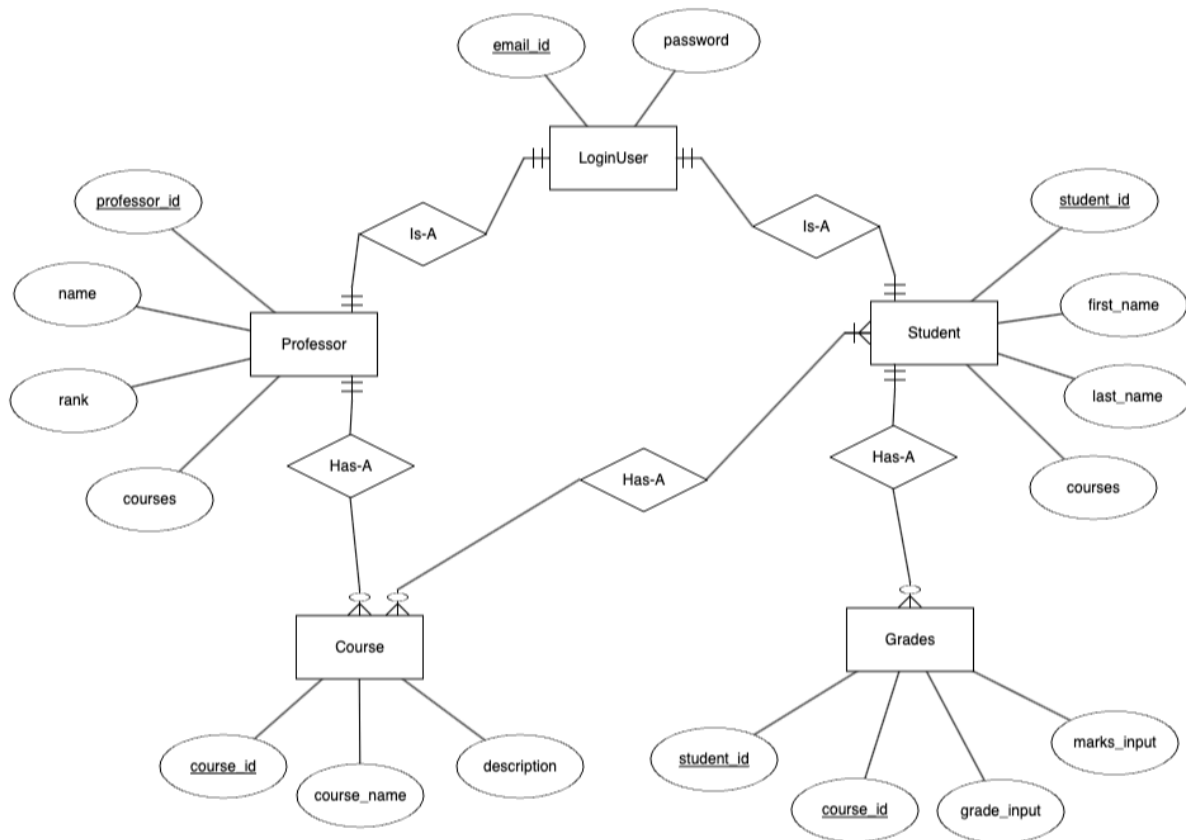 email_id
password
LoginUser
professor_id
student_id
Is-A
Is-A
name
first_name
Professor
Student
rank
last_name
Has-A
Has-A
Has-A
courses
courses
Course
Grades
course_id
course_name
description
student_id
course_id
grade_input
marks_input